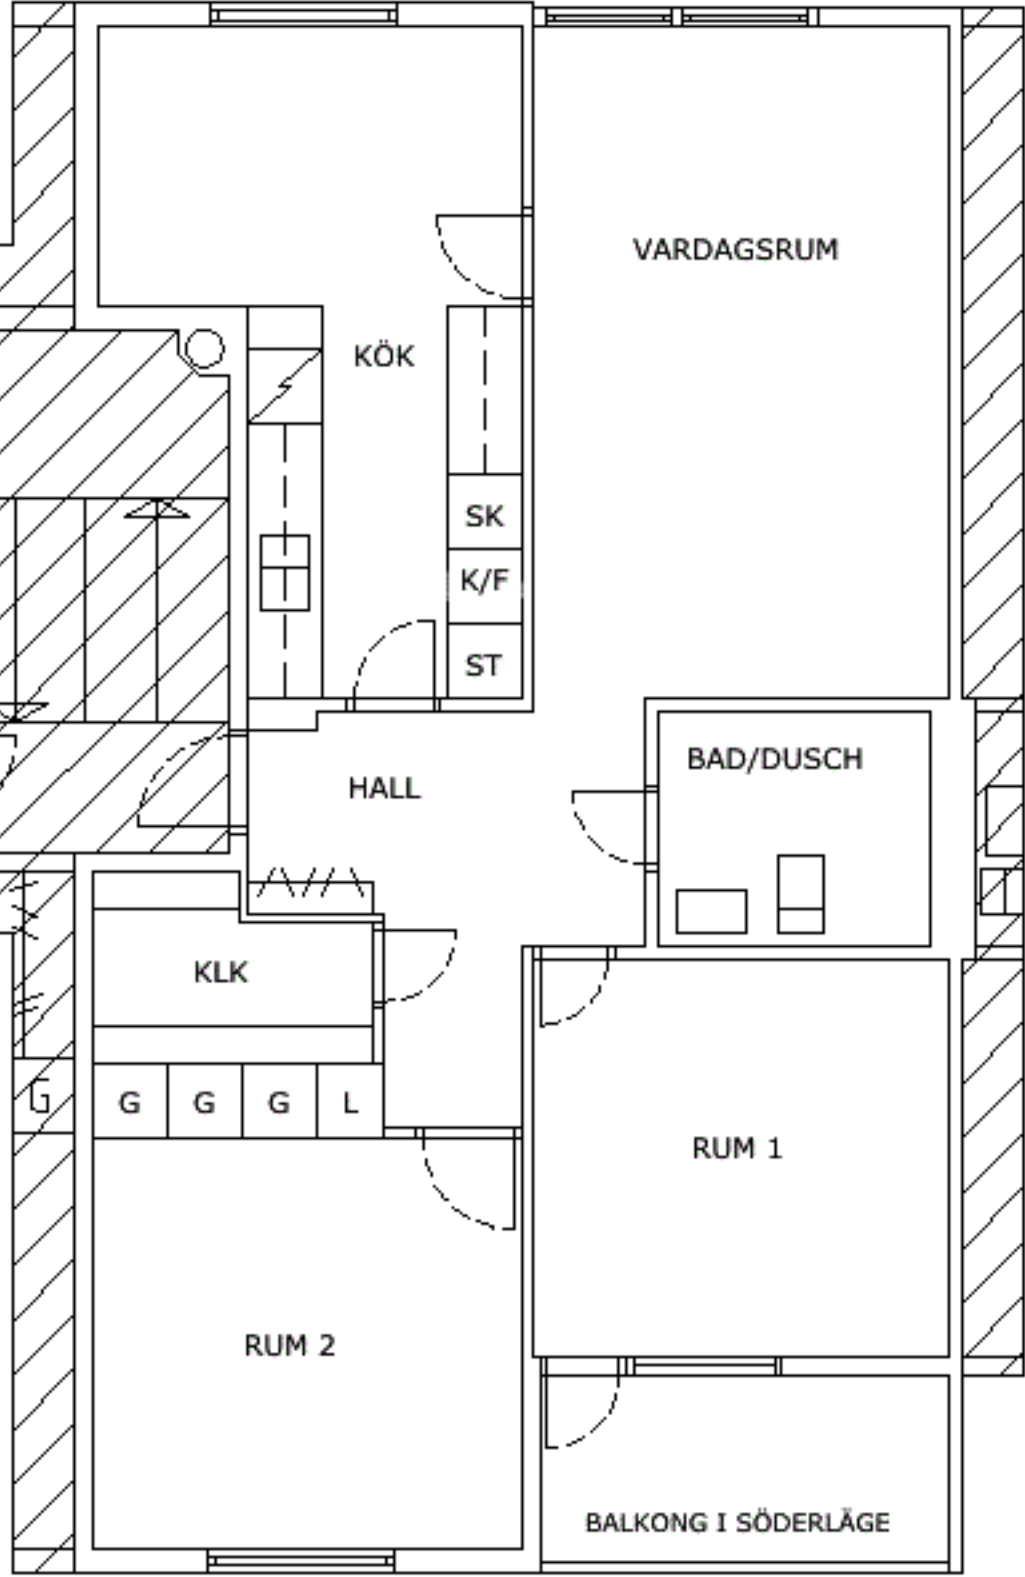 VARDAGSRUM
KÖK
SK
K/F
ST
BAD/DUSCH
HALL
KLK
G
G G G L
RUM 1
RUM 2
BALKONG I SÖDERLÄGE